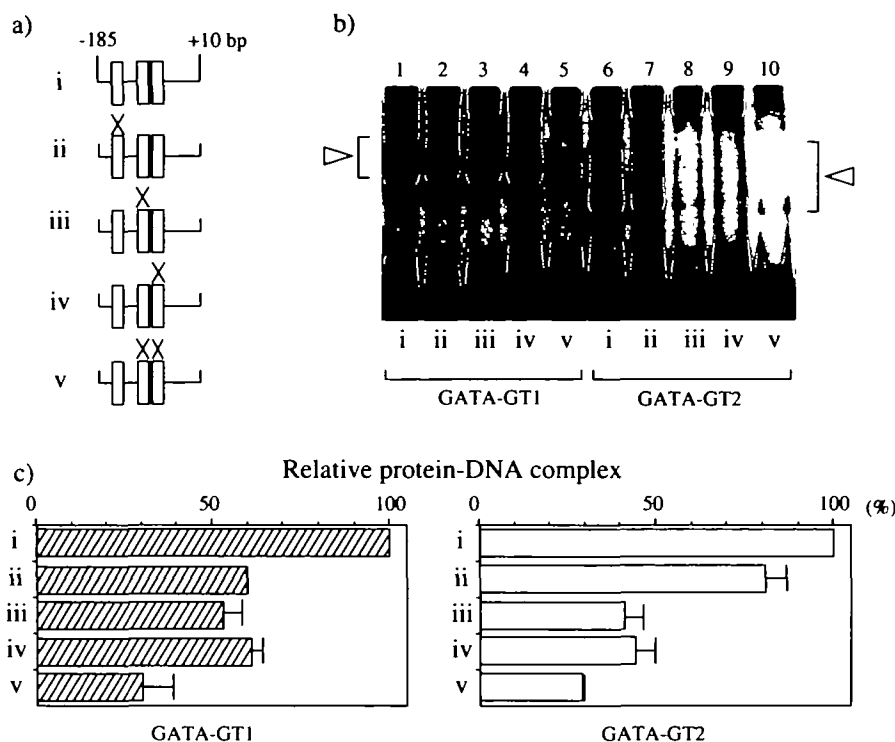 a)
-185 +10 bp
i
ii
iii
iv
v
b)
1 2 3 4 5 6 7 8 9 10
i ii iii iv v i ii iii iv v
GATA-GT1 GATA-GT2
c) Relative protein-DNA complex
0 50 100 0 50 100 (%)
i i
ii ii
iii iii
iv iv
v v
GATA-GT1 GATA-GT2